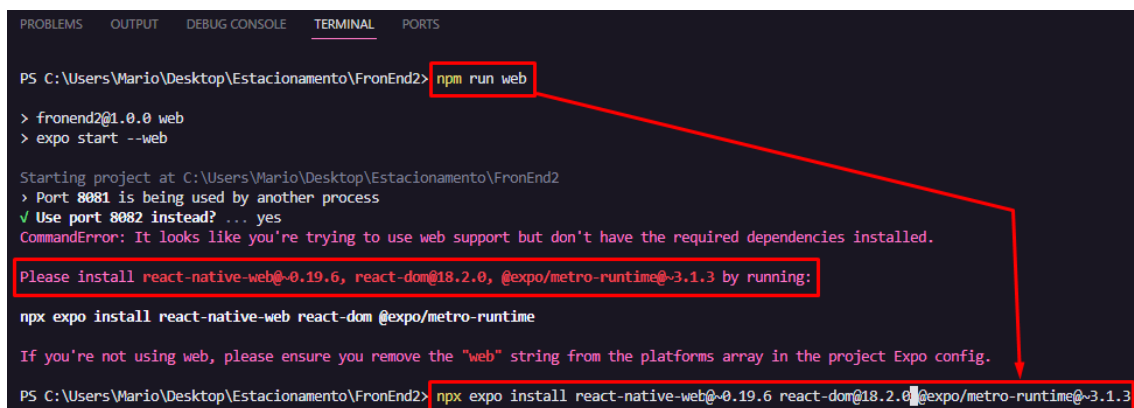 PROBLEMS OUTPUT DEBUG CONSOLE TERMINAL PORTS
PS C:\Users\Mario\Desktop\Estacionamento\FronEnd2> npm run web
> fronend2@1.0.0 web
> expo start --web
Starting project at C:\Users\Mario\Desktop\Estacionamento\FronEnd2
› Port 8081 is being used by another process
√ Use port 8082 instead? ... yes
CommandError: It looks like you're trying to use web support but don't have the required dependencies installed.
Please install react-native-web@~0.19.6, react-dom@18.2.0, @expo/metro-runtime@~3.1.3 by running:
npx expo install react-native-web react-dom @expo/metro-runtime
If you're not using web, please ensure you remove the "web" string from the platforms array in the project Expo config.
PS C:\Users\Mario\Desktop\Estacionamento\FronEnd2> npx expo install react-native-web@~0.19.6 react-dom@18.2.0 @expo/metro-runtime@~3.1.3